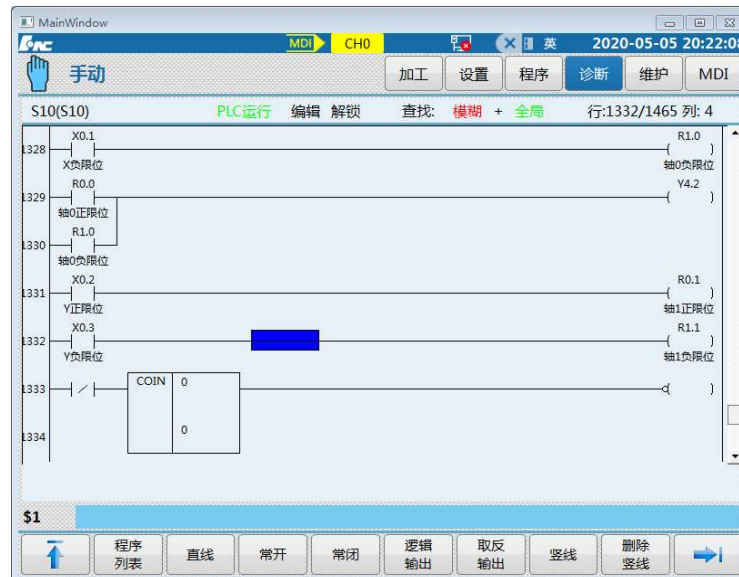 MainWindow
HNC MDI CH0 英 2020-05-05 20:22:08
手动 加工 设置 程序 诊断 维护 MDI
S10(S10) PLC运行 编辑 解锁 查找: 模糊 + 全局 行:1332/1465 列: 4
X0.1 R1.0
1328
X负限位 轴0负限位
R0.0 Y4.2
1329
轴0正限位
R1.0
1330
轴0负限位
X0.2 R0.1
1331
Y正限位 轴1正限位
X0.3 R1.1
1332
Y负限位 轴1负限位
COIN 0
1333
1334 0
$1
程序列表 直线 常开 常闭 逻辑输出 取反输出 竖线 删除竖线